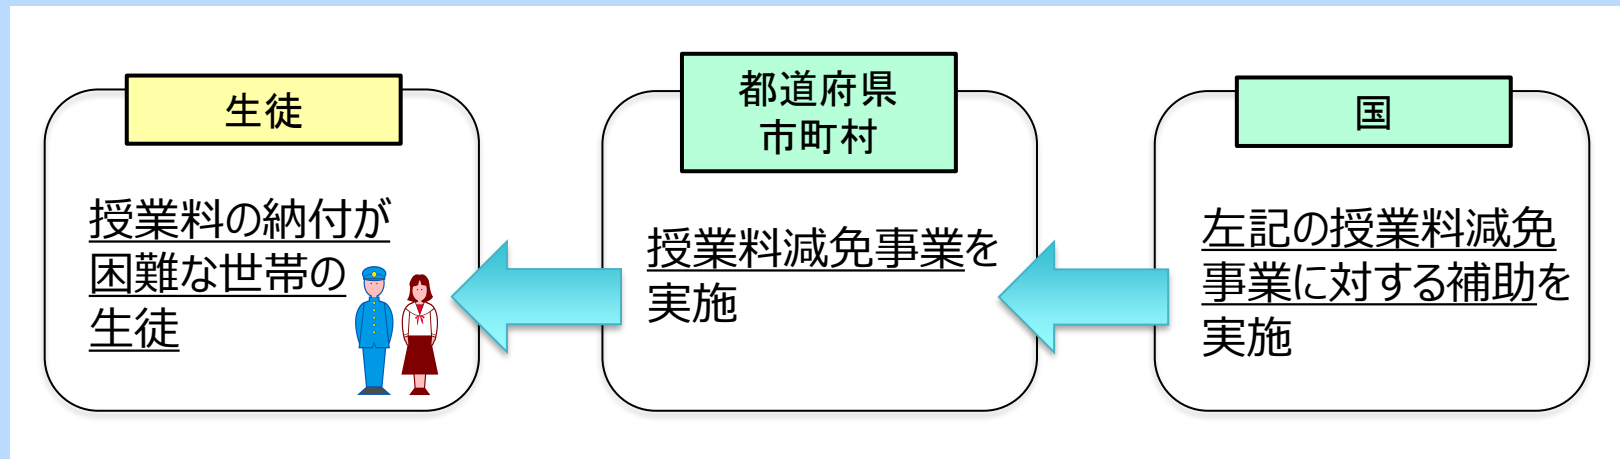 生徒
授業料の納付が
困難な世帯の
生徒
都道府県
市町村
授業料減免事業を
実施
国
左記の授業料減免
事業に対する補助を
実施